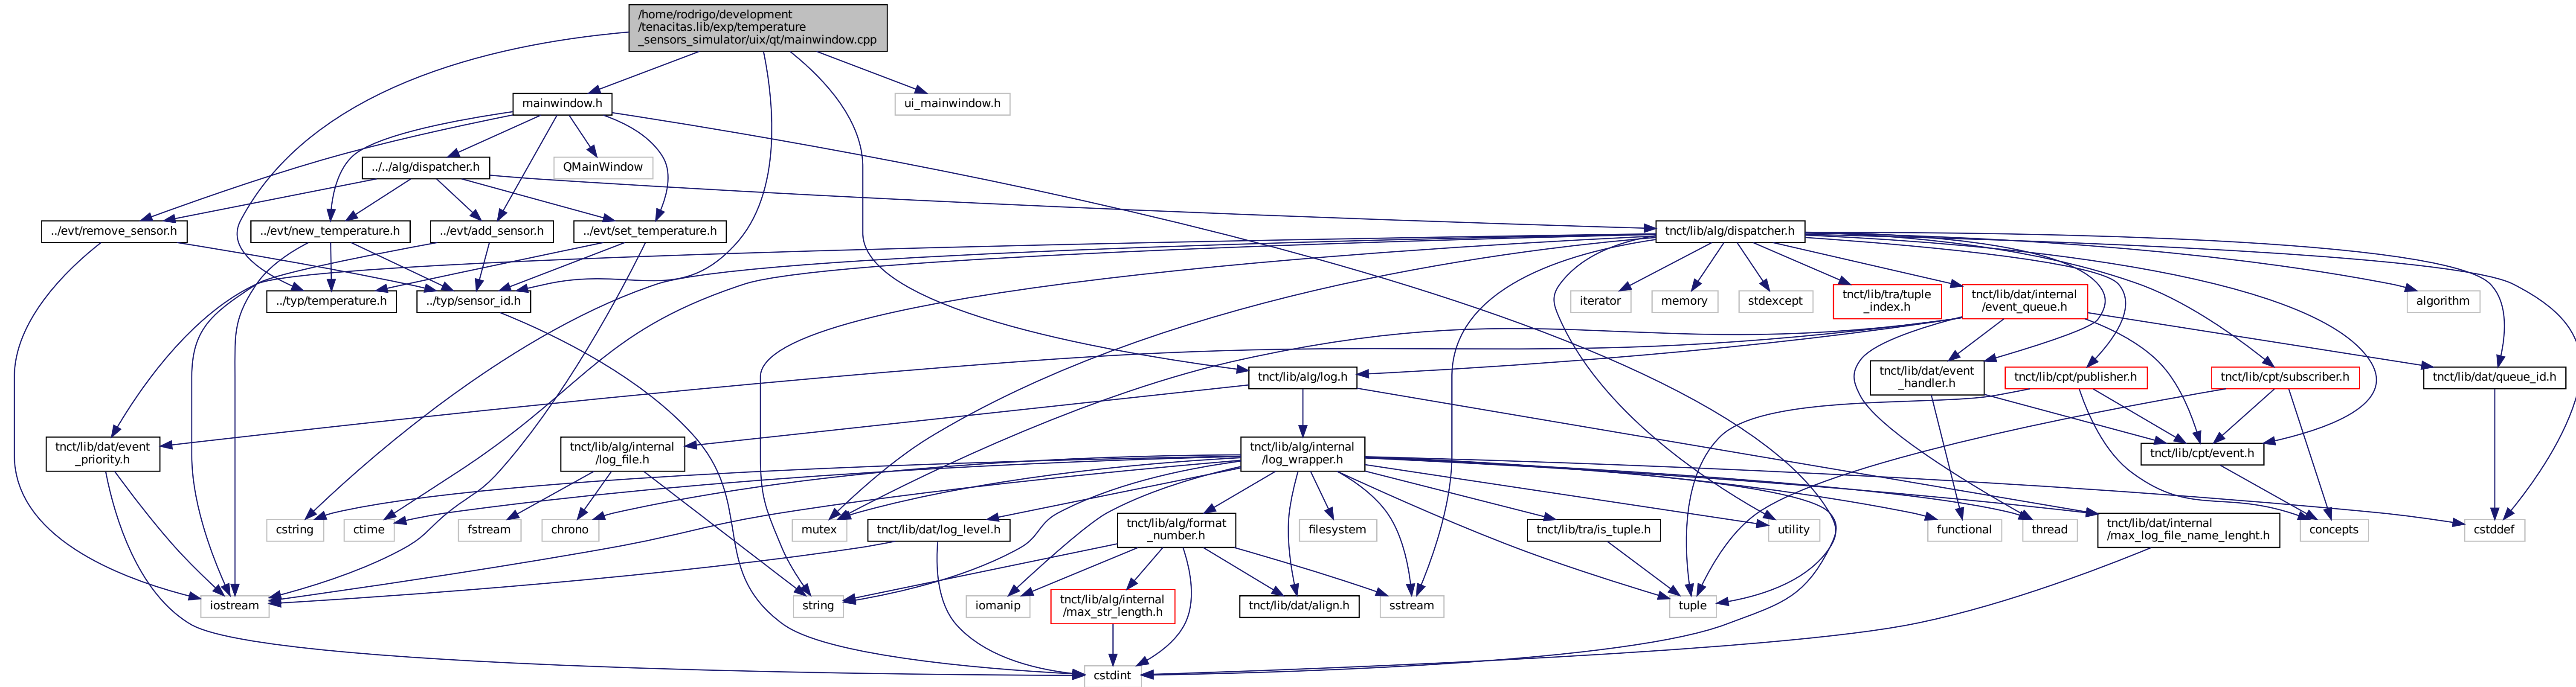 /home/rodrigo/development
/tenacitas.lib/exp/temperature
_sensors_simulator/uix/qt/mainwindow.cpp
mainwindow.h
ui_mainwindow.h
../../alg/dispatcher.h
QMainWindow
../evt/remove_sensor.h
../evt/new_temperature.h
../evt/add_sensor.h
../evt/set_temperature.h
tnct/lib/alg/dispatcher.h
../typ/temperature.h
../typ/sensor_id.h
iterator
memory
stdexcept
tnct/lib/tra/tuple
_index.h
tnct/lib/dat/internal
/event_queue.h
algorithm
tnct/lib/alg/log.h
tnct/lib/dat/event
_handler.h
tnct/lib/cpt/publisher.h
tnct/lib/cpt/subscriber.h
tnct/lib/dat/queue_id.h
tnct/lib/dat/event
_priority.h
tnct/lib/alg/internal
/log_file.h
tnct/lib/alg/internal
/log_wrapper.h
tnct/lib/cpt/event.h
cstring
ctime
fstream
chrono
mutex
tnct/lib/dat/log_level.h
tnct/lib/alg/format
_number.h
filesystem
tnct/lib/tra/is_tuple.h
utility
functional
thread
tnct/lib/dat/internal
/max_log_file_name_lenght.h
concepts
cstddef
iostream
string
iomanip
tnct/lib/alg/internal
/max_str_length.h
tnct/lib/dat/align.h
sstream
tuple
cstdint